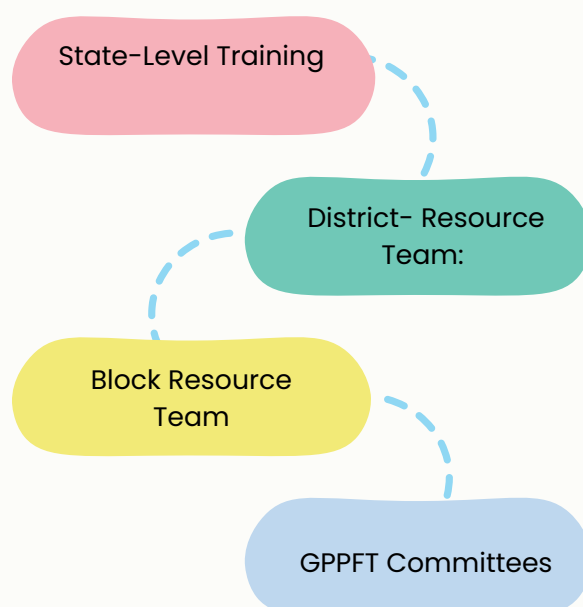 State-Level Training
District- Resource
Team:
Block Resource
Team
GPPFT Committees